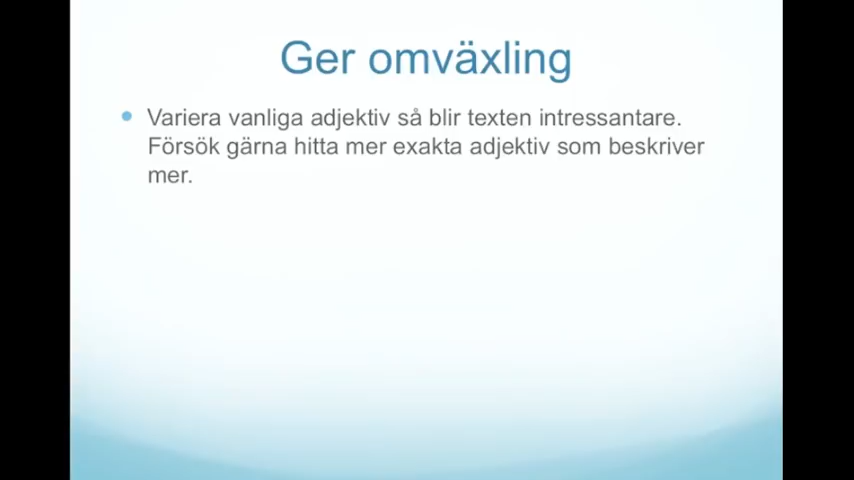 Ger omväxling
Variera vanliga adjektiv så blir texten intressantare.
Försök gärna hitta mer exakta adjektiv som beskriver
mer.